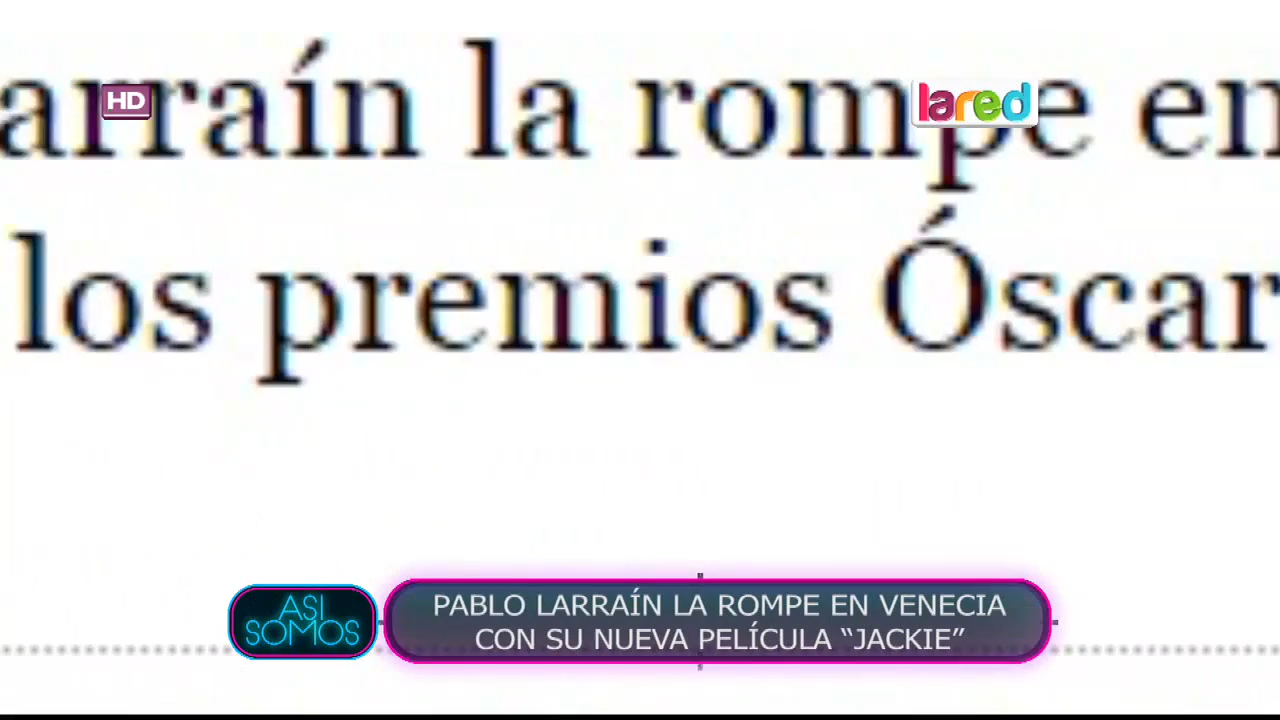 arraín la rompe en
HD
lared
los premios Óscar
ASI
SOMOS
PABLO LARRAÍN LA ROMPE EN VENECIA
CON SU NUEVA PELÍCULA “JACKIE”